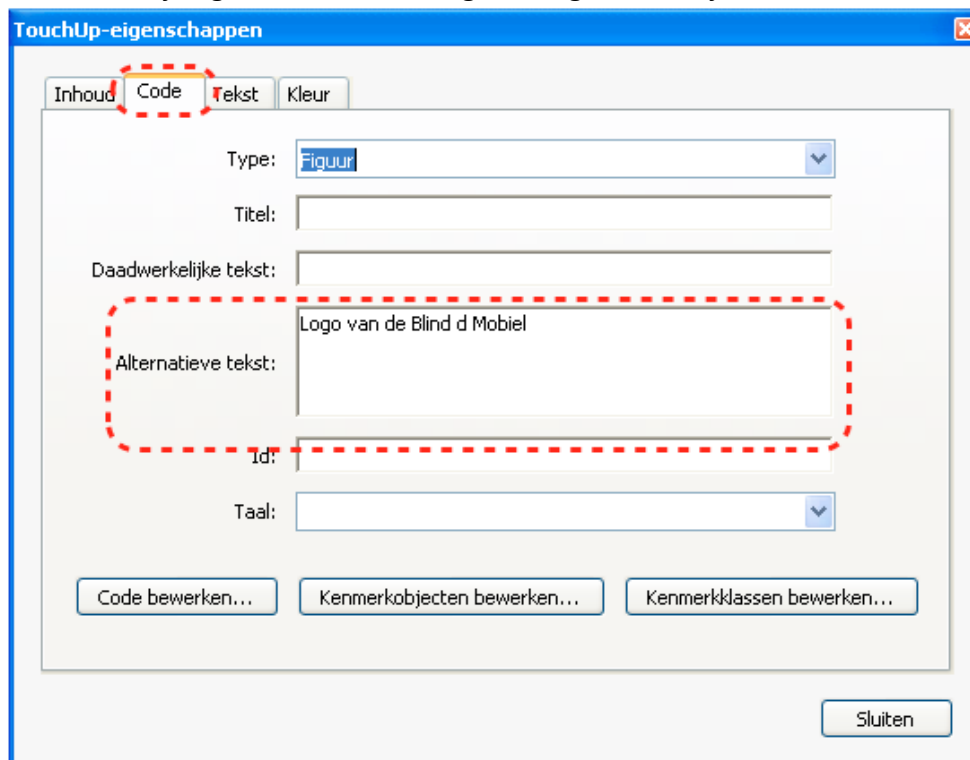 TouchUp-eigenschappen
Inhoud Code Tekst Kleur
Type: Figuur
Titel:
Daadwerkelijke tekst:
Logo van de Blind d Mobiel
Alternatieve tekst:
Id:
Taal:
Code bewerken... Kenmerkobjecten bewerken... Kenmerkklassen bewerken...
Sluiten